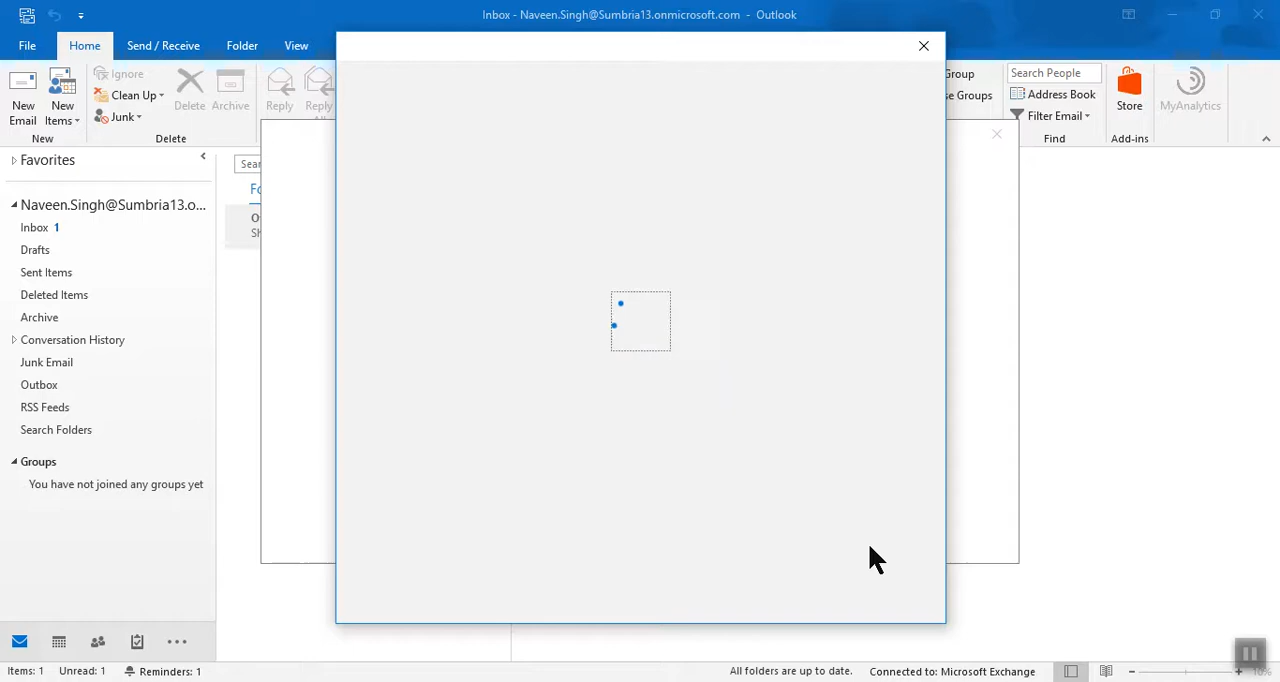 Inbox - Naveen.Singh@Sumbria13.onmicrosoft.com - Outlook
File Home Send / Receive Folder View
New Email
New Items
Ignore
Clean Up
Junk
Delete
Archive
Reply
Reply
Search People
Address Book
Filter Email
Store
MyAnalytics
New
Delete
Find
Add-ins
Favorites
Naveen.Singh@Sumbria13.o...
Inbox 1
Drafts
Sent Items
Deleted Items
Archive
Conversation History
Junk Email
Outbox
RSS Feeds
Search Folders
Groups
You have not joined any groups yet
Items: 1 Unread: 1 Reminders: 1 All folders are up to date. Connected to: Microsoft Exchange